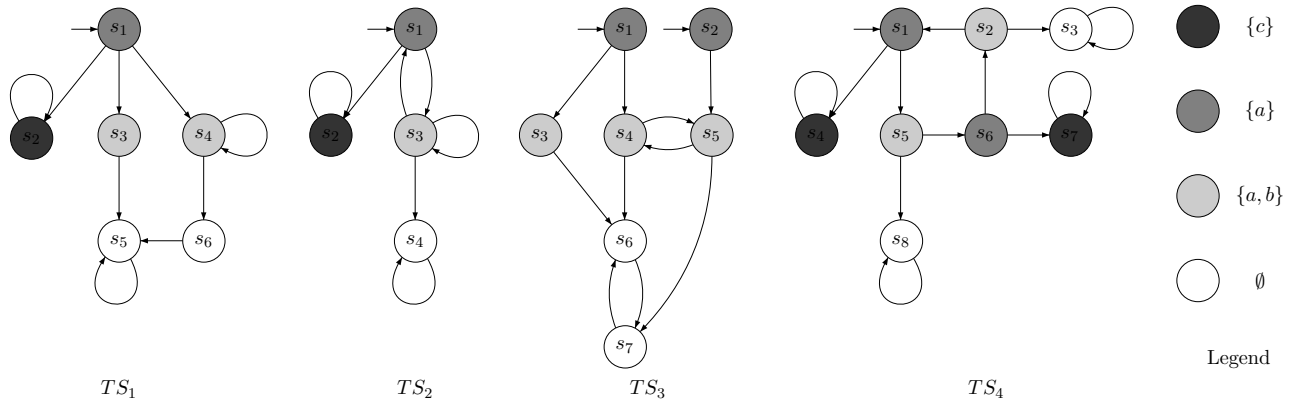 s₁ s₁ s₁ s₂ s₁ s₂ s₃ {c}
s₂ s₃ s₄ s₂ s₃ s₃ s₄ s₅ s₄ s₅ s₆ s₇ {a}
{a, b}
s₅ s₆ s₄ s₆ s₈ ∅
s₇ Legend
TS₁ TS₂ TS₃ TS₄